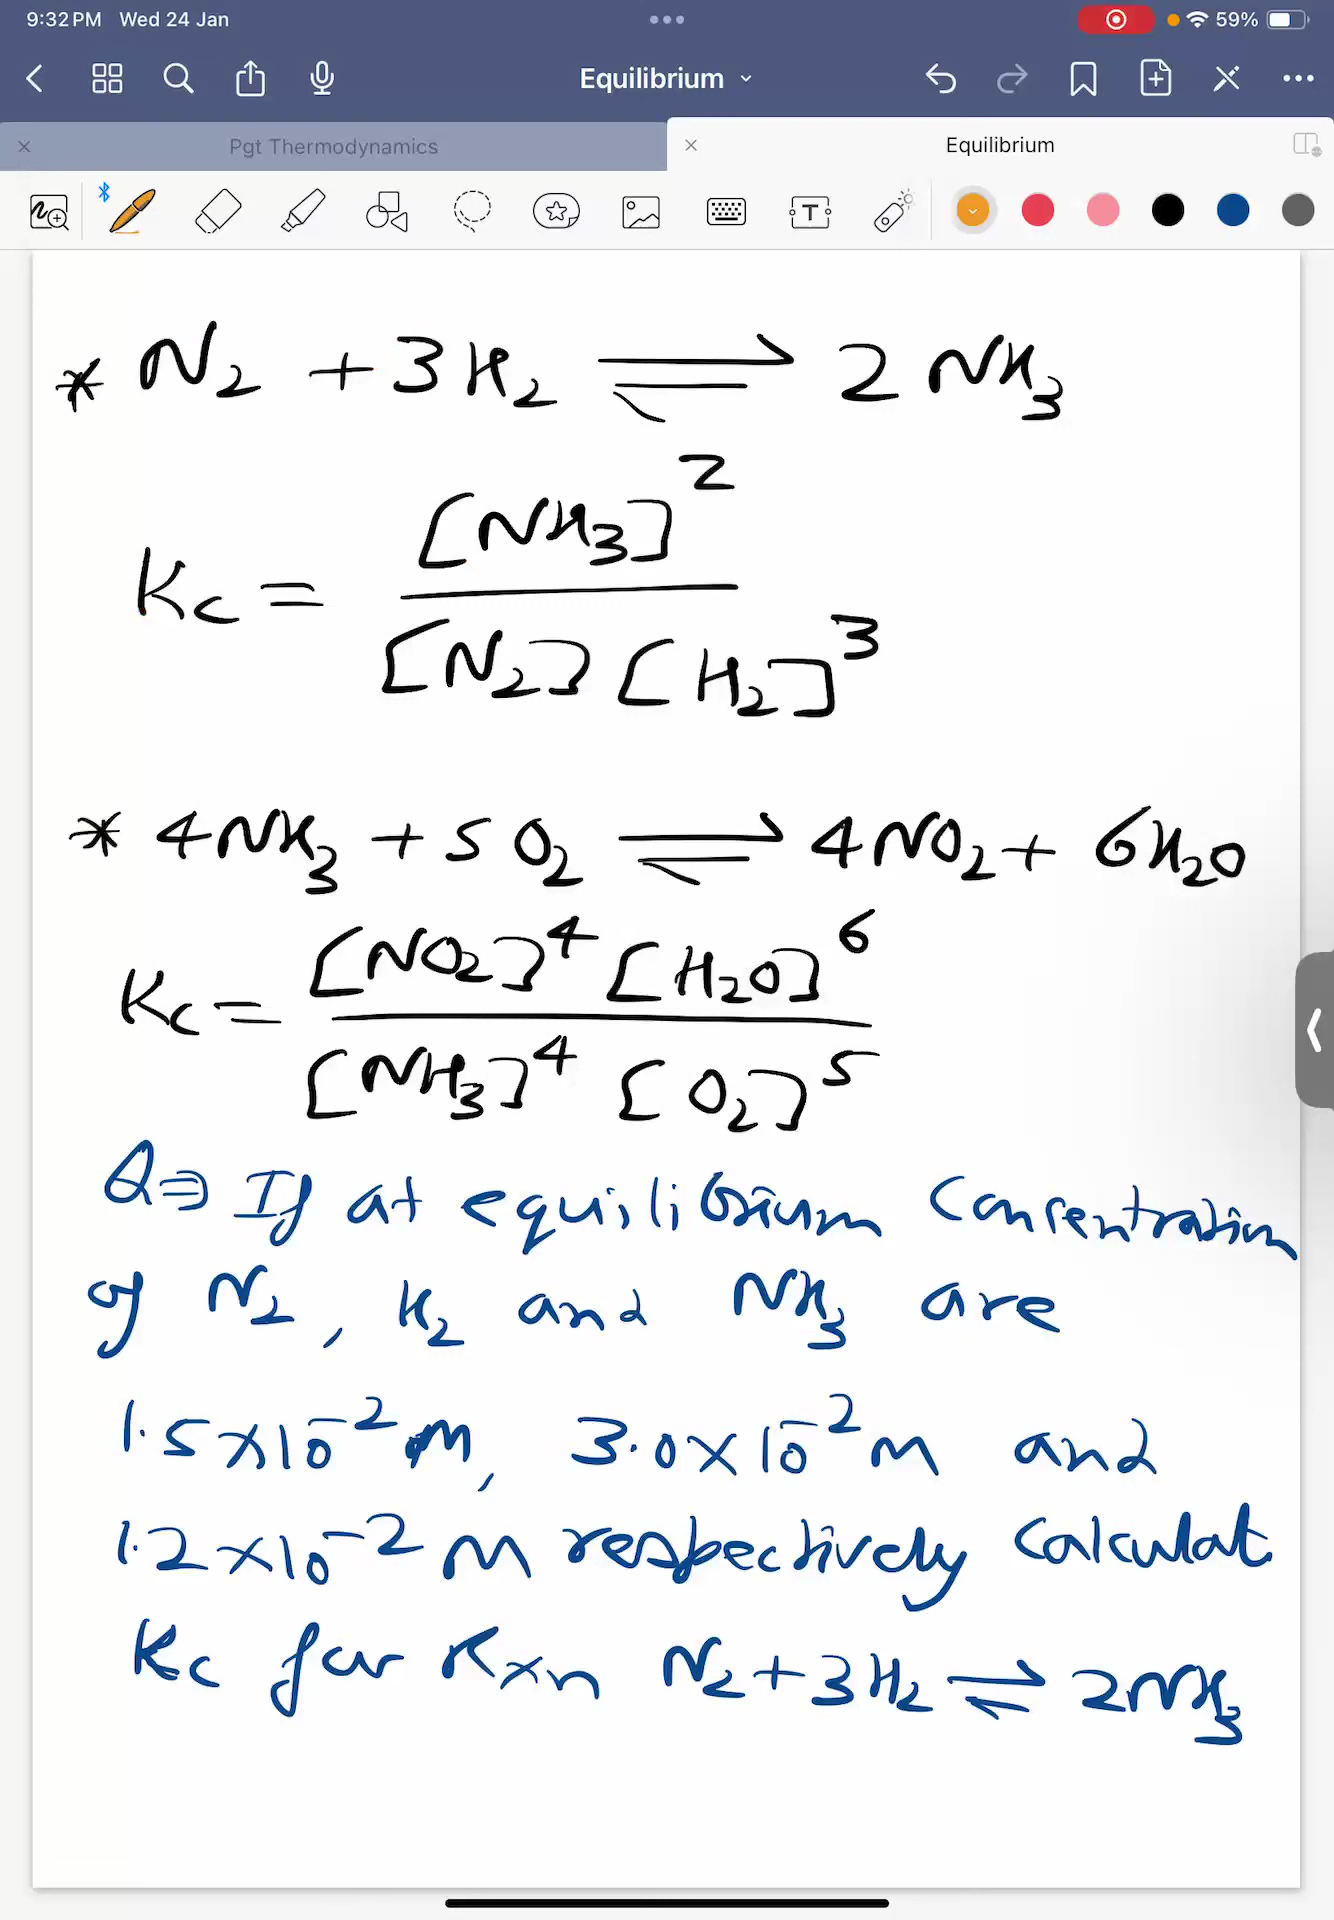 9:32 PM Wed 24 Jan
59%
Equilibrium
Pgt Thermodynamics
Equilibrium
T
* N₂ + 3H₂ ⇌ 2NH₃
Kc = [NH₃]² / [N₂] [H₂]³
* 4NH₃ + 5O₂ ⇌ 4NO₂ + 6H₂O
Kc = [NO₂]⁴ [H₂O]⁶ / [NH₃]⁴ [O₂]⁵
Q⇒ If at equilibrium Concentration
of N₂, H₂ and NH₃ are
1.5×10⁻² M, 3.0×10⁻² M and
1.2×10⁻² M respectively Calculat
Kc for Rxn N₂+3H₂ ⇌ 2NH₃